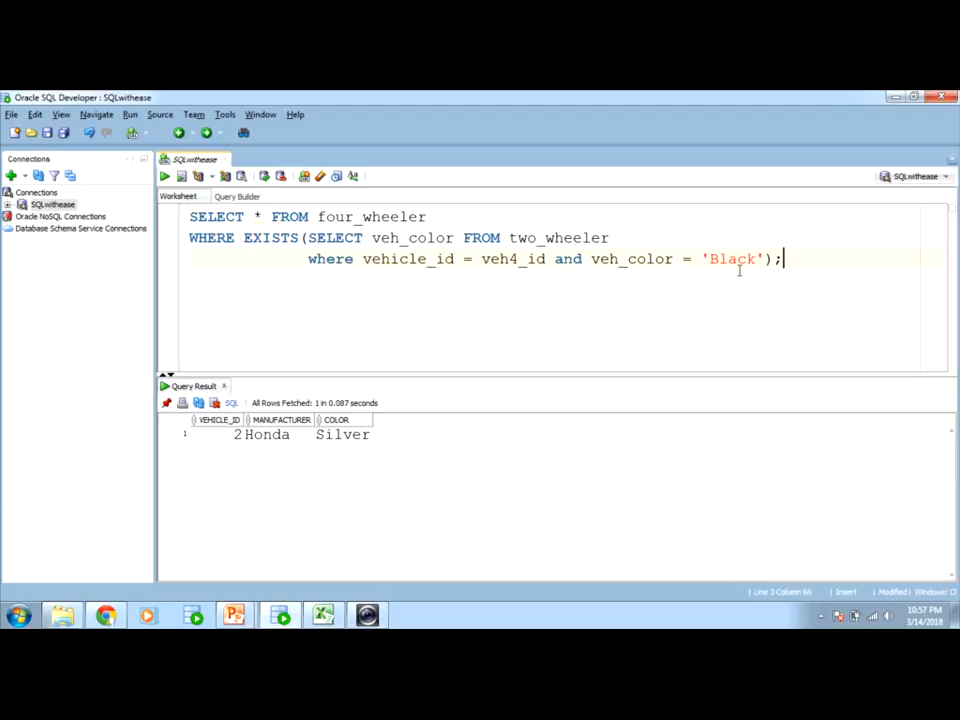 Oracle SQL Developer : SQLwithease
File Edit View Navigate Run Source Team Tools Window Help
Connections
SQLwithease
SQLwithease
Worksheet Query Builder
Connections
SQLwithease
Oracle NoSQL Connections
Database Schema Service Connections
SELECT * FROM four_wheeler
WHERE EXISTS(SELECT veh_color FROM two_wheeler
where vehicle_id = veh4_id and veh_color = 'Black');
Query Result x
SQL All Rows Fetched: 1 in 0.087 seconds
VEHICLE_ID MANUFACTURER COLOR
1 2 Honda Silver
Line 3 Column 66 Insert Modified Windows: Cl
10:57 PM
3/14/2018